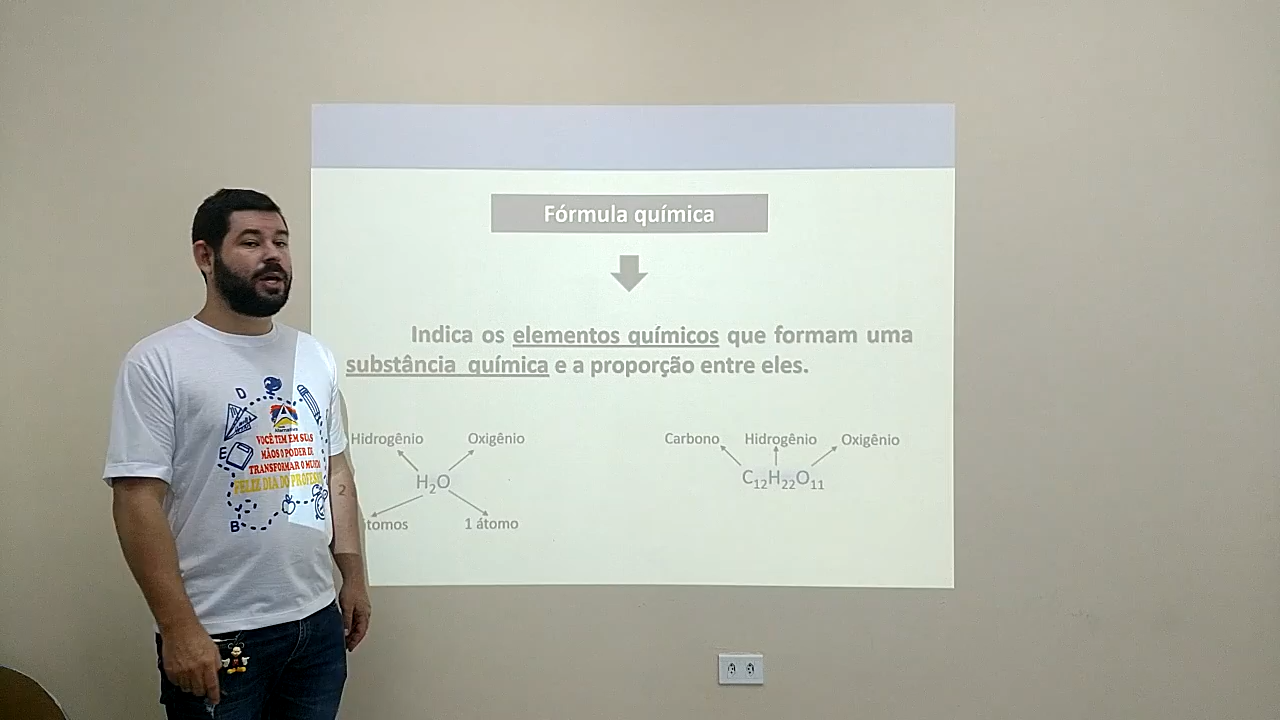 Fórmula química
Indica os elementos químicos que formam uma
substância química e a proporção entre eles.
Hidrogênio Oxigênio
H₂O
2 átomos 1 átomo
Carbono Hidrogênio Oxigênio
C₁₂H₂₂O₁₁
D
E
B
VOCÊ TEM EM SUAS
MÃOS O PODER DE
TRANSFORMAR O MUNDO
FELIZ DIA DO PROFESSOR